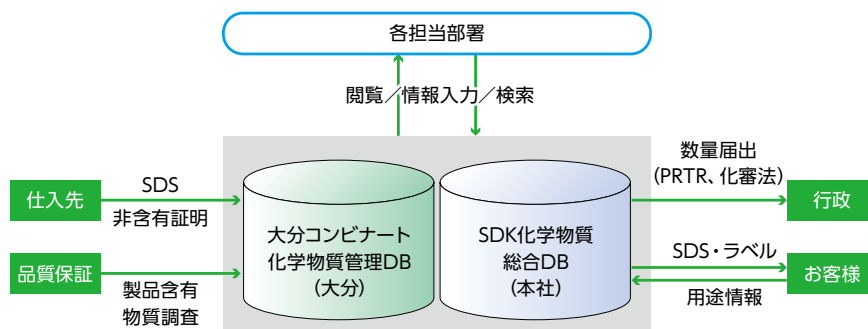 各担当部署
閲覧／情報入力／検索
仕入先
SDS
非含有証明
品質保証
製品含有
物質調査
大分コンビナート
化学物質管理DB
（大分）
SDK化学物質
総合DB
（本社）
数量届出
（PRTR、化審法）
行政
SDS・ラベル
お客様
用途情報